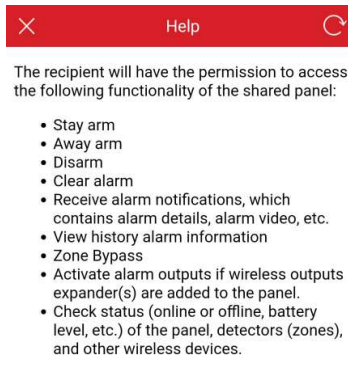 Help
The recipient will have the permission to access
the following functionality of the shared panel:
• Stay arm
• Away arm
• Disarm
• Clear alarm
• Receive alarm notifications, which
contains alarm details, alarm video, etc.
• View history alarm information
• Zone Bypass
• Activate alarm outputs if wireless outputs
expander(s) are added to the panel.
• Check status (online or offline, battery
level, etc.) of the panel, detectors (zones),
and other wireless devices.